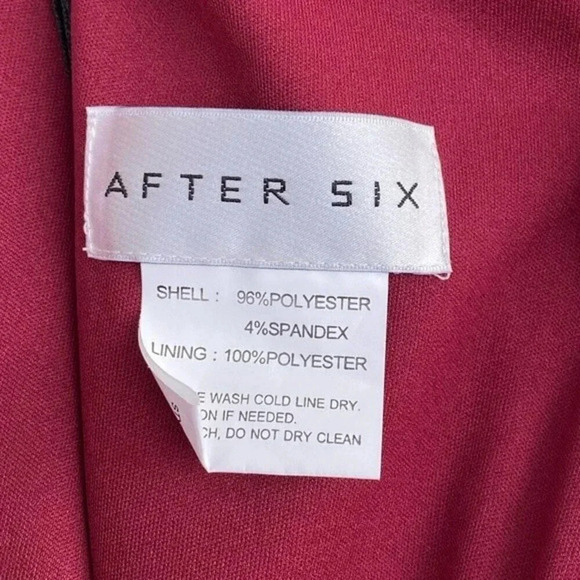 AFTER SIX
SHELL : 96%POLYESTER
4%SPANDEX
LINING : 100%POLYESTER
WASH COLD LINE DRY.
IF NEEDED.
DO NOT DRY CLEAN